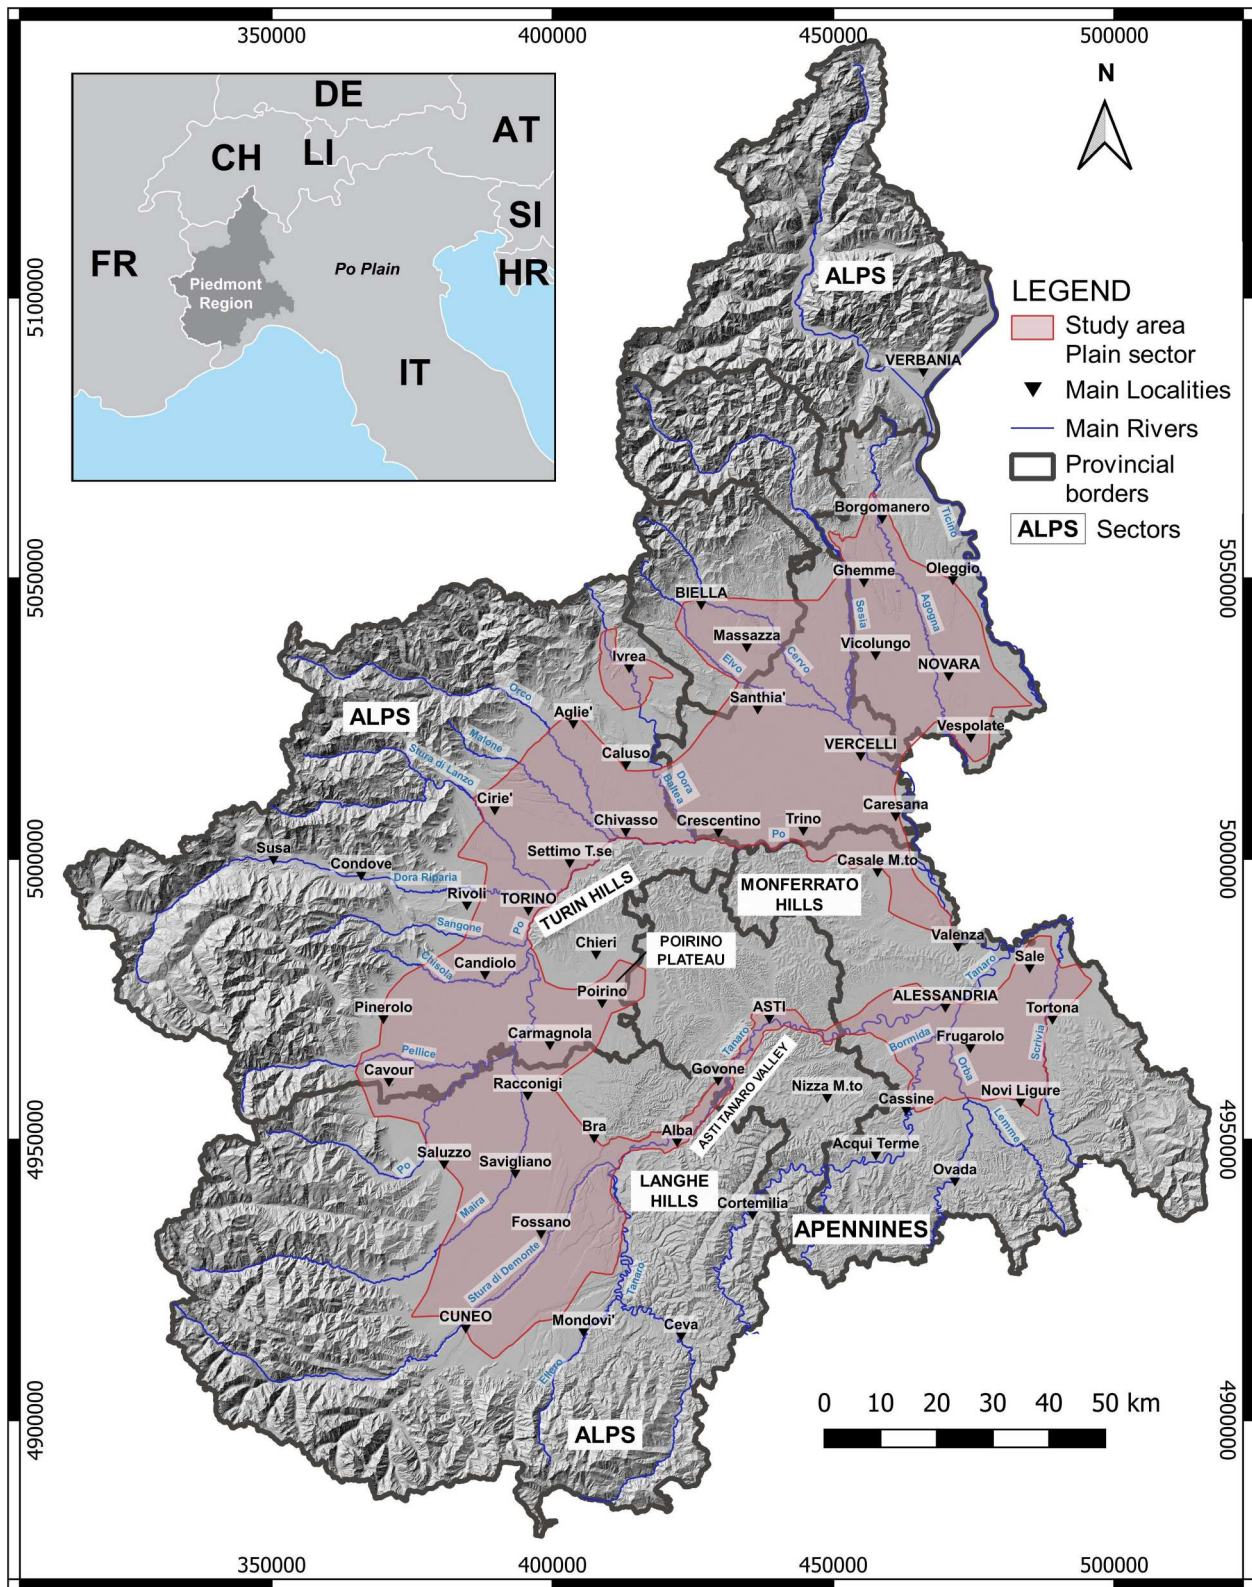 350000
400000
450000
500000
N
DE
AT
CH
LI
SI
FR
HR
Po Plain
Piedmont
Region
IT
5100000
5100000
ALPS
LEGEND
Study area
Plain sector
Main Localities
Main Rivers
Provincial
borders
ALPS
Sectors
VERBANIA
Borgomanero
Ticino
5050000
5050000
Ghemme
Oleggio
BIELLA
Sesia
Agogna
Massazza
Vicolungo
Ivrea
Elvo
Cervo
NOVARA
Orco
Santhia'
ALPS
Aglie'
Malone
Vespolate
Stura di Lanzo
Caluso
VERCELLI
Dora
Baltea
Cirie'
Caresana
Chivasso
Crescentino
Trino
Po
5000000
5000000
Susa
Settimo T.se
Condove
Casale M.to
Dora Riparia
Rivoli
TORINO
TURIN HILLS
MONFERRATO
HILLS
Sangone
Po
Chieri
POIRINO
PLATEAU
Valenza
Chisola
Candiolo
Tanaro
Sale
Poirino
ALESSANDRIA
Pinerolo
ASTI
Tortona
Carmagnola
Tanaro
Bormida
Frugarolo
Scrivia
Pellice
Cavour
Govone
ASTI TANARO VALLEY
Orba
Racconigi
Nizza M.to
Cassine
Novi Ligure
Bra
Alba
Lemme
4950000
4950000
Saluzzo
Po
Savigliano
Acqui Terme
LANGHE
HILLS
Ovada
Maira
Cortemilia
Fossano
APENNINES
Stura di Demonte
Tanaro
CUNEO
Mondovi'
Ceva
Ellero
4900000
4900000
ALPS
0 10 20 30 40 50 km
350000
400000
450000
500000